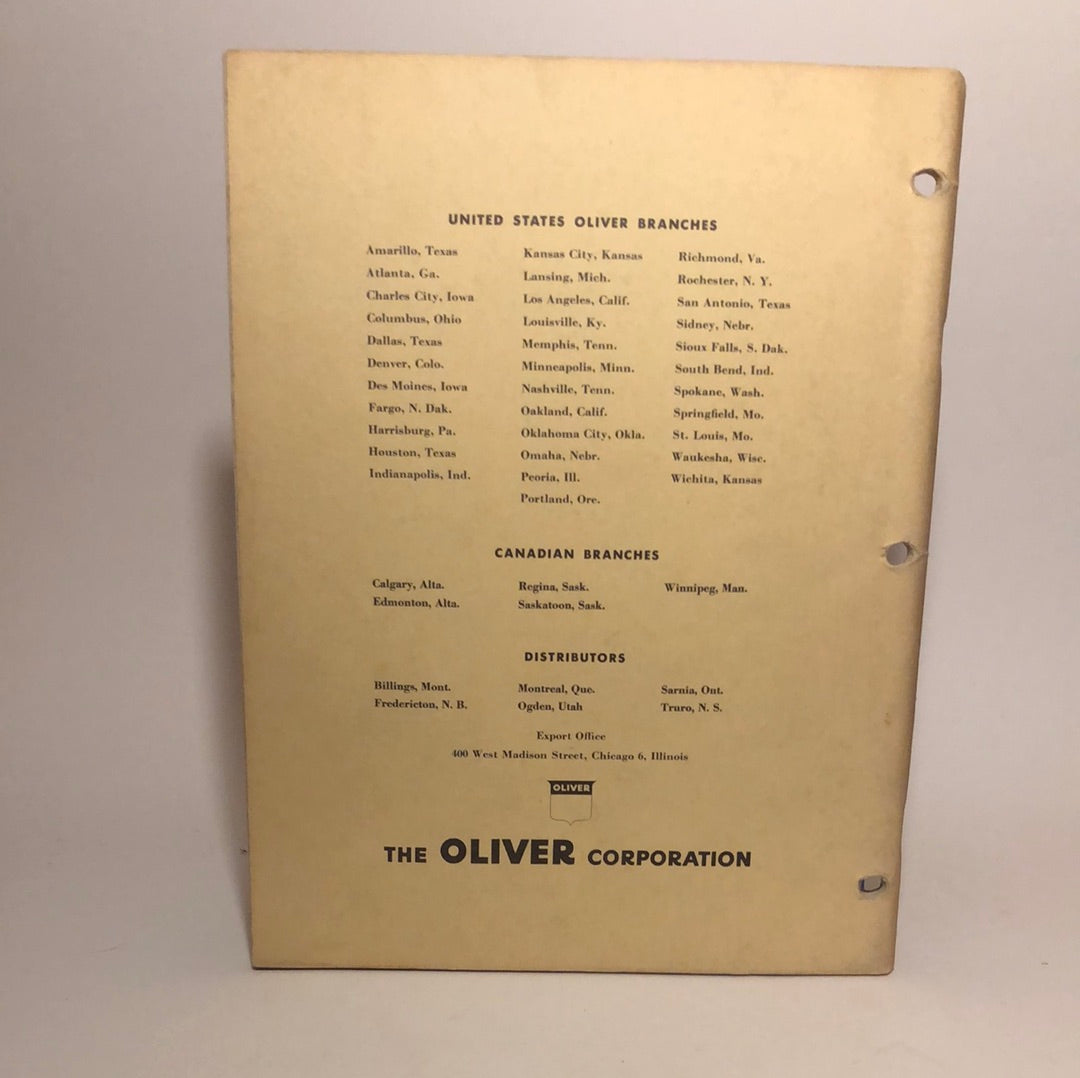 UNITED STATES OLIVER BRANCHES
Amarillo, Texas
Atlanta, Ga.
Charles City, Iowa
Columbus, Ohio
Dallas, Texas
Denver, Colo.
Des Moines, Iowa
Fargo, N. Dak.
Harrisburg, Pa.
Houston, Texas
Indianapolis, Ind.
Kansas City, Kansas
Lansing, Mich.
Los Angeles, Calif.
Louisville, Ky.
Memphis, Tenn.
Minneapolis, Minn.
Nashville, Tenn.
Oakland, Calif.
Oklahoma City, Okla.
Omaha, Nebr.
Peoria, Ill.
Portland, Ore.
Richmond, Va.
Rochester, N. Y.
San Antonio, Texas
Sidney, Nebr.
Sioux Falls, S. Dak.
South Bend, Ind.
Spokane, Wash.
Springfield, Mo.
St. Louis, Mo.
Waukesha, Wisc.
Wichita, Kansas
CANADIAN BRANCHES
Calgary, Alta.
Edmonton, Alta.
Regina, Sask.
Saskatoon, Sask.
Winnipeg, Man.
DISTRIBUTORS
Billings, Mont.
Fredericton, N. B.
Montreal, Que.
Ogden, Utah
Sarnia, Ont.
Truro, N. S.
Export Office
400 West Madison Street, Chicago 6, Illinois
OLIVER
THE OLIVER CORPORATION